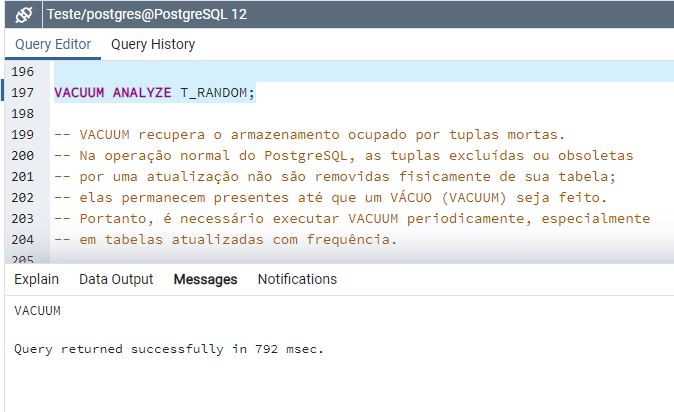 Teste/postgres@PostgreSQL 12
Query Editor Query History
196
197 VACUUM ANALYZE T_RANDOM;
198
199 -- VACUUM recupera o armazenamento ocupado por tuplas mortas.
200 -- Na operação normal do PostgreSQL, as tuplas excluídas ou obsoletas
201 -- por uma atualização não são removidas fisicamente de sua tabela;
202 -- elas permanecem presentes até que um VÁCUO (VACUUM) seja feito.
203 -- Portanto, é necessário executar VACUUM periodicamente, especialmente
204 -- em tabelas atualizadas com frequência.
205
Explain Data Output Messages Notifications
VACUUM
Query returned successfully in 792 msec.